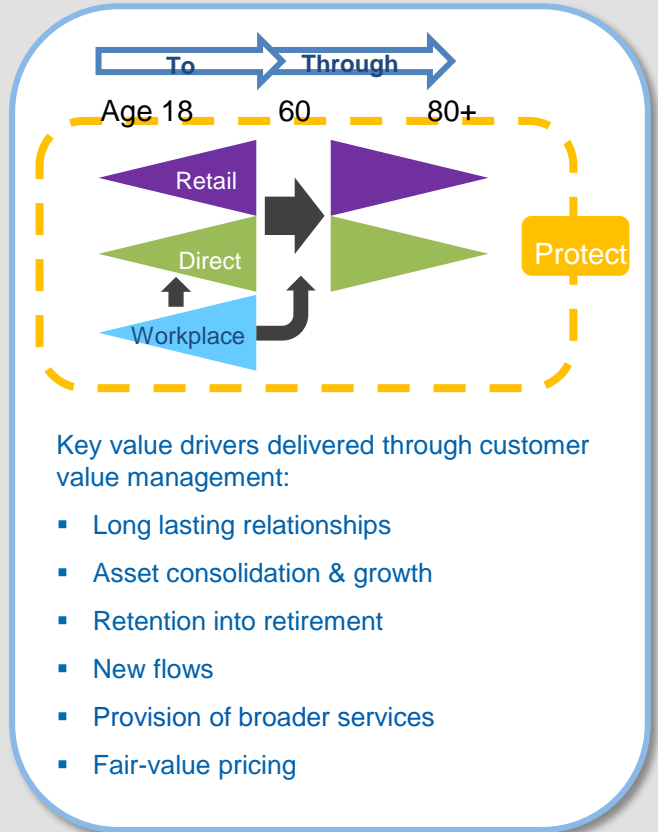 To Through
Age 18 60 80+
Retail
Direct
Protect
Workplace
Key value drivers delivered through customer
value management:
▪ Long lasting relationships
▪ Asset consolidation & growth
▪ Retention into retirement
▪ New flows
▪ Provision of broader services
▪ Fair-value pricing